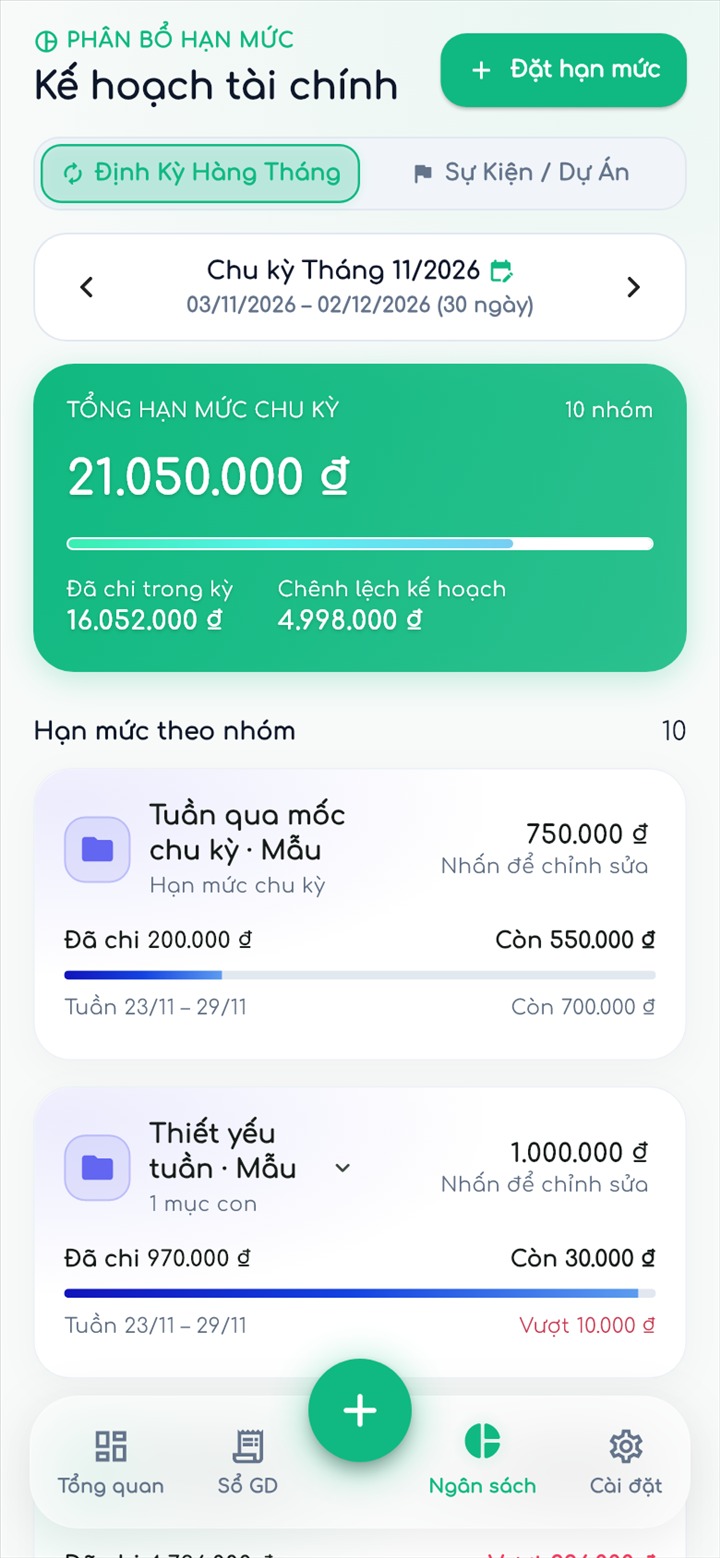 PHÂN BỔ HẠN MỨC
Kế hoạch tài chính
Đặt hạn mức
Định Kỳ Hàng Tháng
Sự Kiện / Dự Án
Chu kỳ Tháng 11/2026
03/11/2026 – 02/12/2026 (30 ngày)
TỔNG HẠN MỨC CHU KỲ
10 nhóm
21.050.000 ₫
Đã chi trong kỳ
Chênh lệch kế hoạch
16.052.000 ₫
4.998.000 ₫
Hạn mức theo nhóm
10
Tuần qua mốc
chu kỳ · Mẫu
Hạn mức chu kỳ
750.000 ₫
Nhấn để chỉnh sửa
Đã chi 200.000 ₫
Còn 550.000 ₫
Tuần 23/11 – 29/11
Còn 700.000 ₫
Thiết yếu
tuần · Mẫu
1 mục con
1.000.000 ₫
Nhấn để chỉnh sửa
Đã chi 970.000 ₫
Còn 30.000 ₫
Tuần 23/11 – 29/11
Vượt 10.000 ₫
Tổng quan
Sổ GD
Ngân sách
Cài đặt